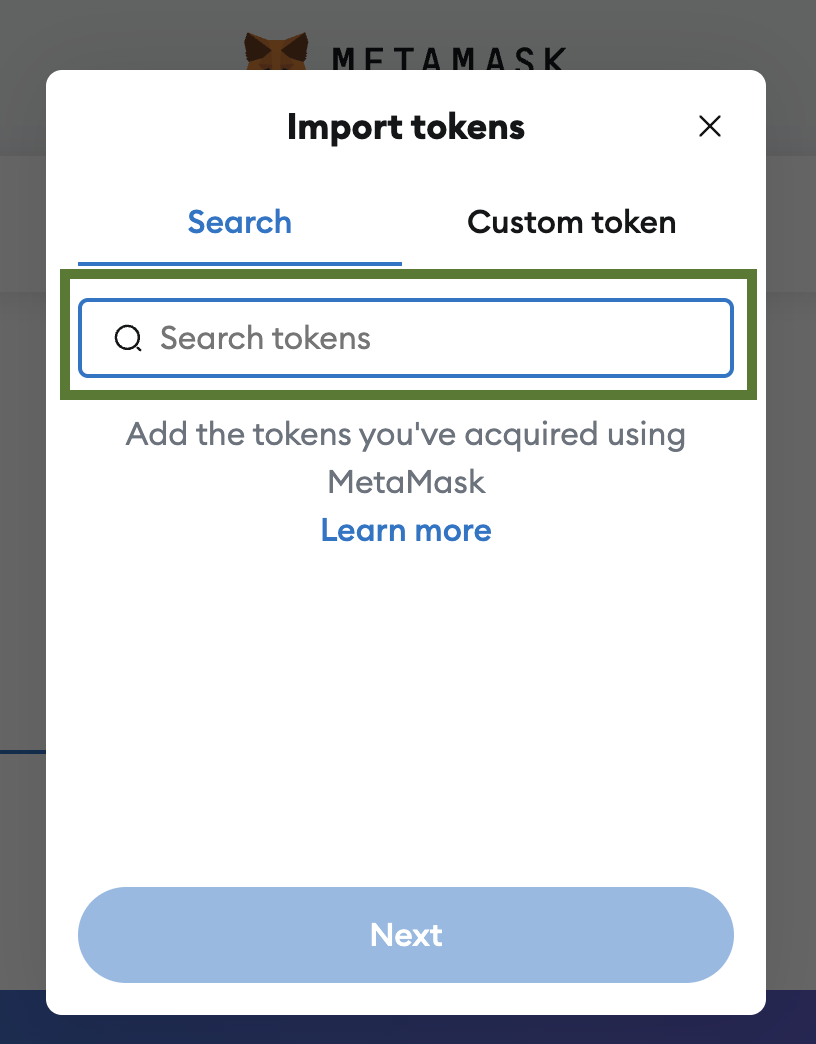 METAMASK
Import tokens
Search
Custom token
Search tokens
Add the tokens you've acquired using
MetaMask
Learn more
Next